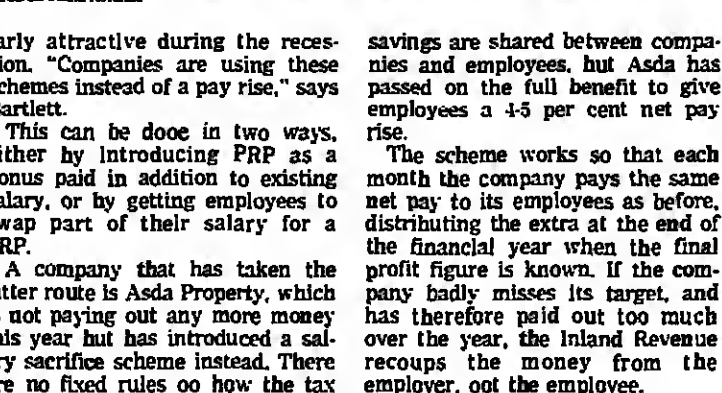 arly attractive during the reces-
ion. "Companies are using these
chemes instead of a pay rise," says
artlett.
This can be dooe in two ways,
ither by Introducing PRP as a
onus paid in addition to existing
alary, or by getting employees to
wap part of their salary for a
RP.
A company that has taken the
atter route is Asda Property, which
s not paying out any more money
his year hut has introduced a sal-
ry sacrifice scheme instead. There
re no fixed rules oo how the tax
savings are shared between compa-
nies and employees, hut Asda has
passed on the full benefit to give
employees a 4-5 per cent net pay
rise.
The scheme works so that each
month the company pays the same
net pay to its employees as before,
distributing the extra at the end of
the financial year when the final
profit figure is known. If the com-
pany badly misses its target, and
has therefore paid out too much
over the year, the Inland Revenue
recoups the money from the
employer, oot the employee.